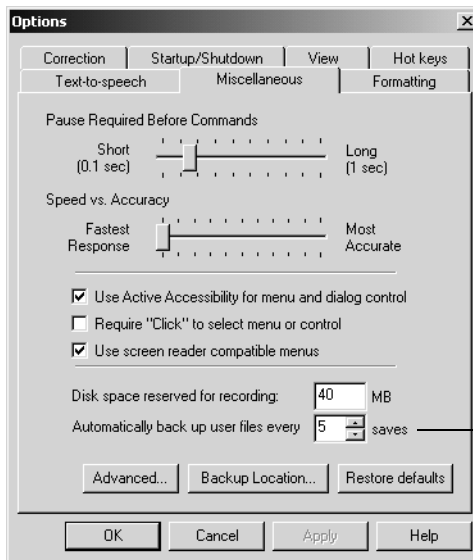 Options
Correction Startup/Shutdown View Hot keys
Text-to-speech Miscellaneous Formatting
Pause Required Before Commands
Short (0.1 sec) Long (1 sec)
Speed vs. Accuracy
Fastest Response Most Accurate
Use Active Accessibility for menu and dialog control
Require "Click" to select menu or control
Use screen reader compatible menus
Disk space reserved for recording: 40 MB
Automatically back up user files every 5 saves
Advanced... Backup Location... Restore defaults
OK Cancel Apply Help